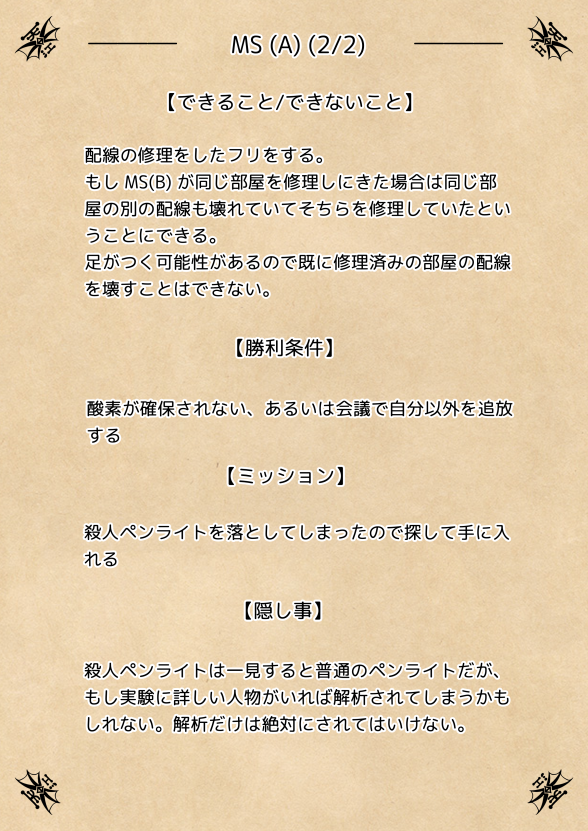 MS (A) (2/2)
【できること/できないこと】
配線の修理をしたフリをする。
もし MS(B) が同じ部屋を修理しにきた場合は同じ部
屋の別の配線も壊れていてそちらを修理していたとい
うことにできる。
足がつく可能性があるので既に修理済みの部屋の配線
を壊すことはできない。
【勝利条件】
酸素が確保されない、あるいは会議で自分以外を追放
する
【ミッション】
殺人ペンライトを落としてしまったので探して手に入
れる
【隠し事】
殺人ペンライトは一見すると普通のペンライトだが、
もし実験に詳しい人物がいれば解析されてしまうかも
しれない。解析だけは絶対にされてはいけない。